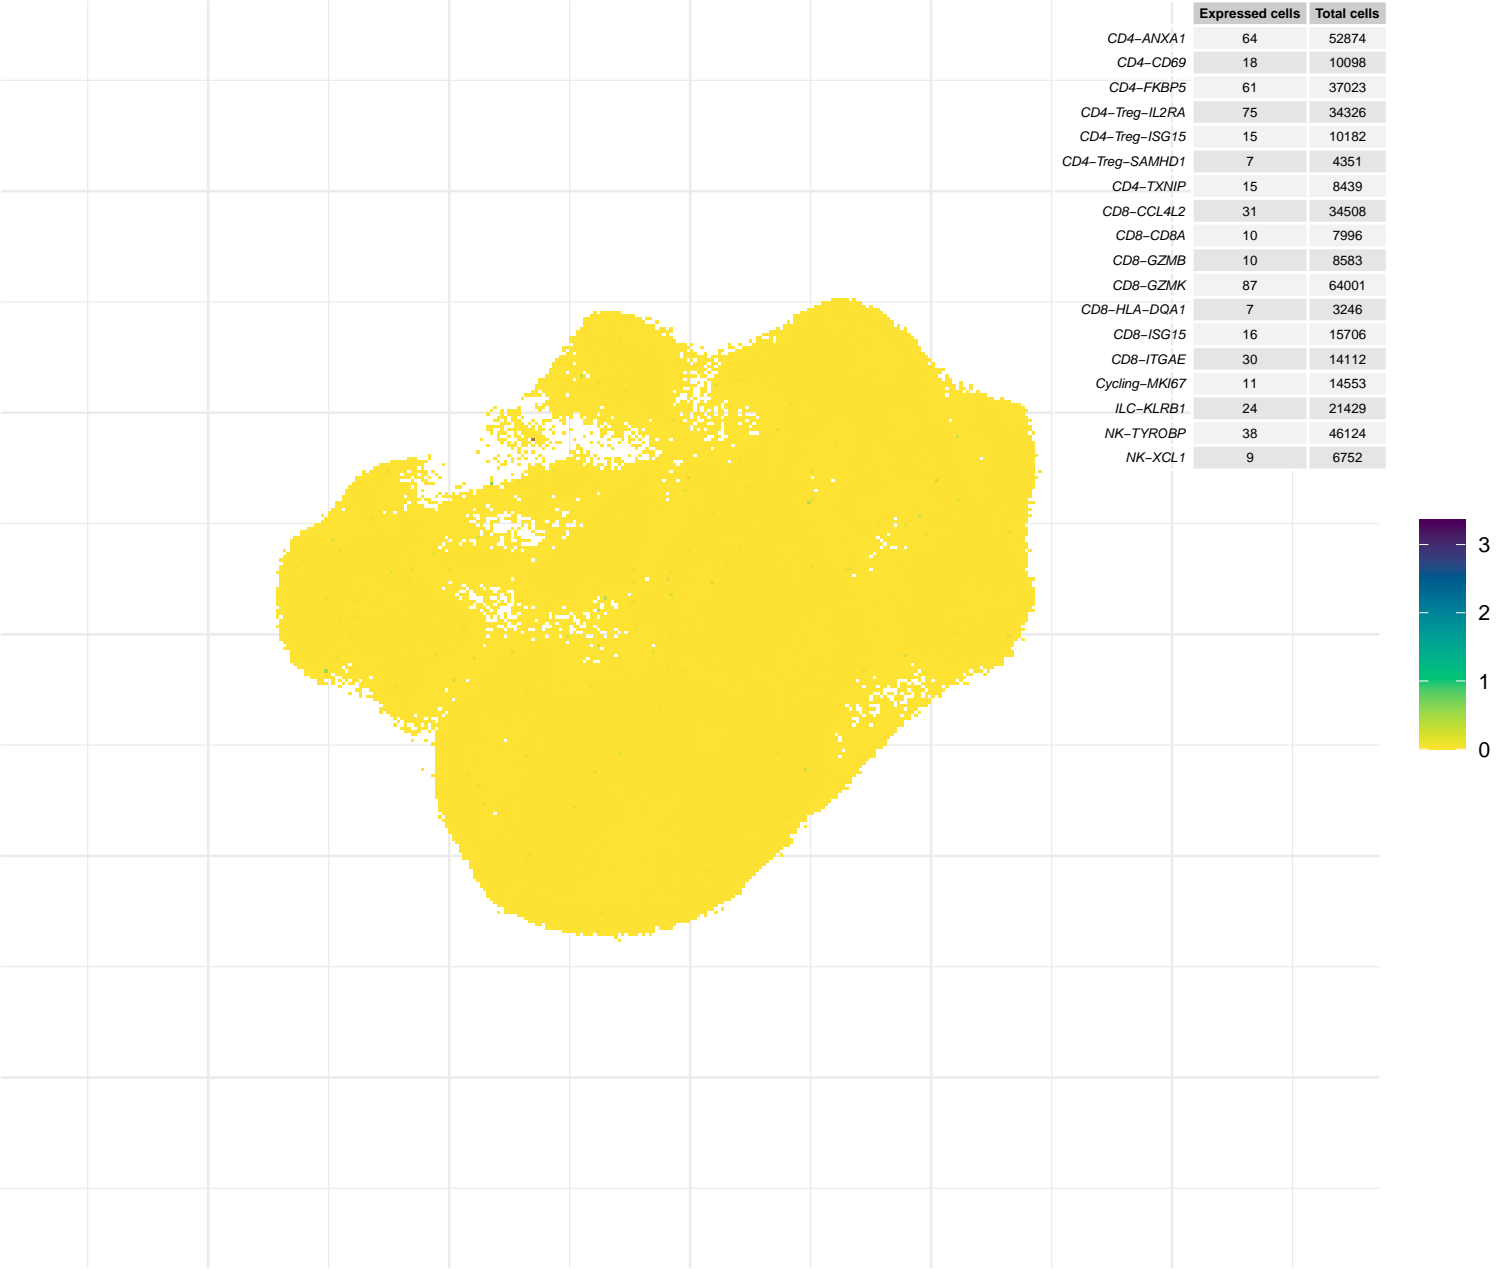 Expressed cells Total cells
CD4−ANXA1 64 52874
CD4−CD69 18 10098
CD4−FKBP5 61 37023
CD4−Treg−IL2RA 75 34326
CD4−Treg−ISG15 15 10182
CD4−Treg−SAMHD1 7 4351
CD4−TXNIP 15 8439
CD8−CCL4L2 31 34508
CD8−CD8A 10 7996
CD8−GZMB 10 8583
CD8−GZMK 87 64001
CD8−HLA−DQA1 7 3246
CD8−ISG15 16 15706
CD8−ITGAE 30 14112
Cycling−MKI67 11 14553
ILC−KLRB1 24 21429
NK−TYROBP 38 46124
NK−XCL1 9 6752
3
2
1
0